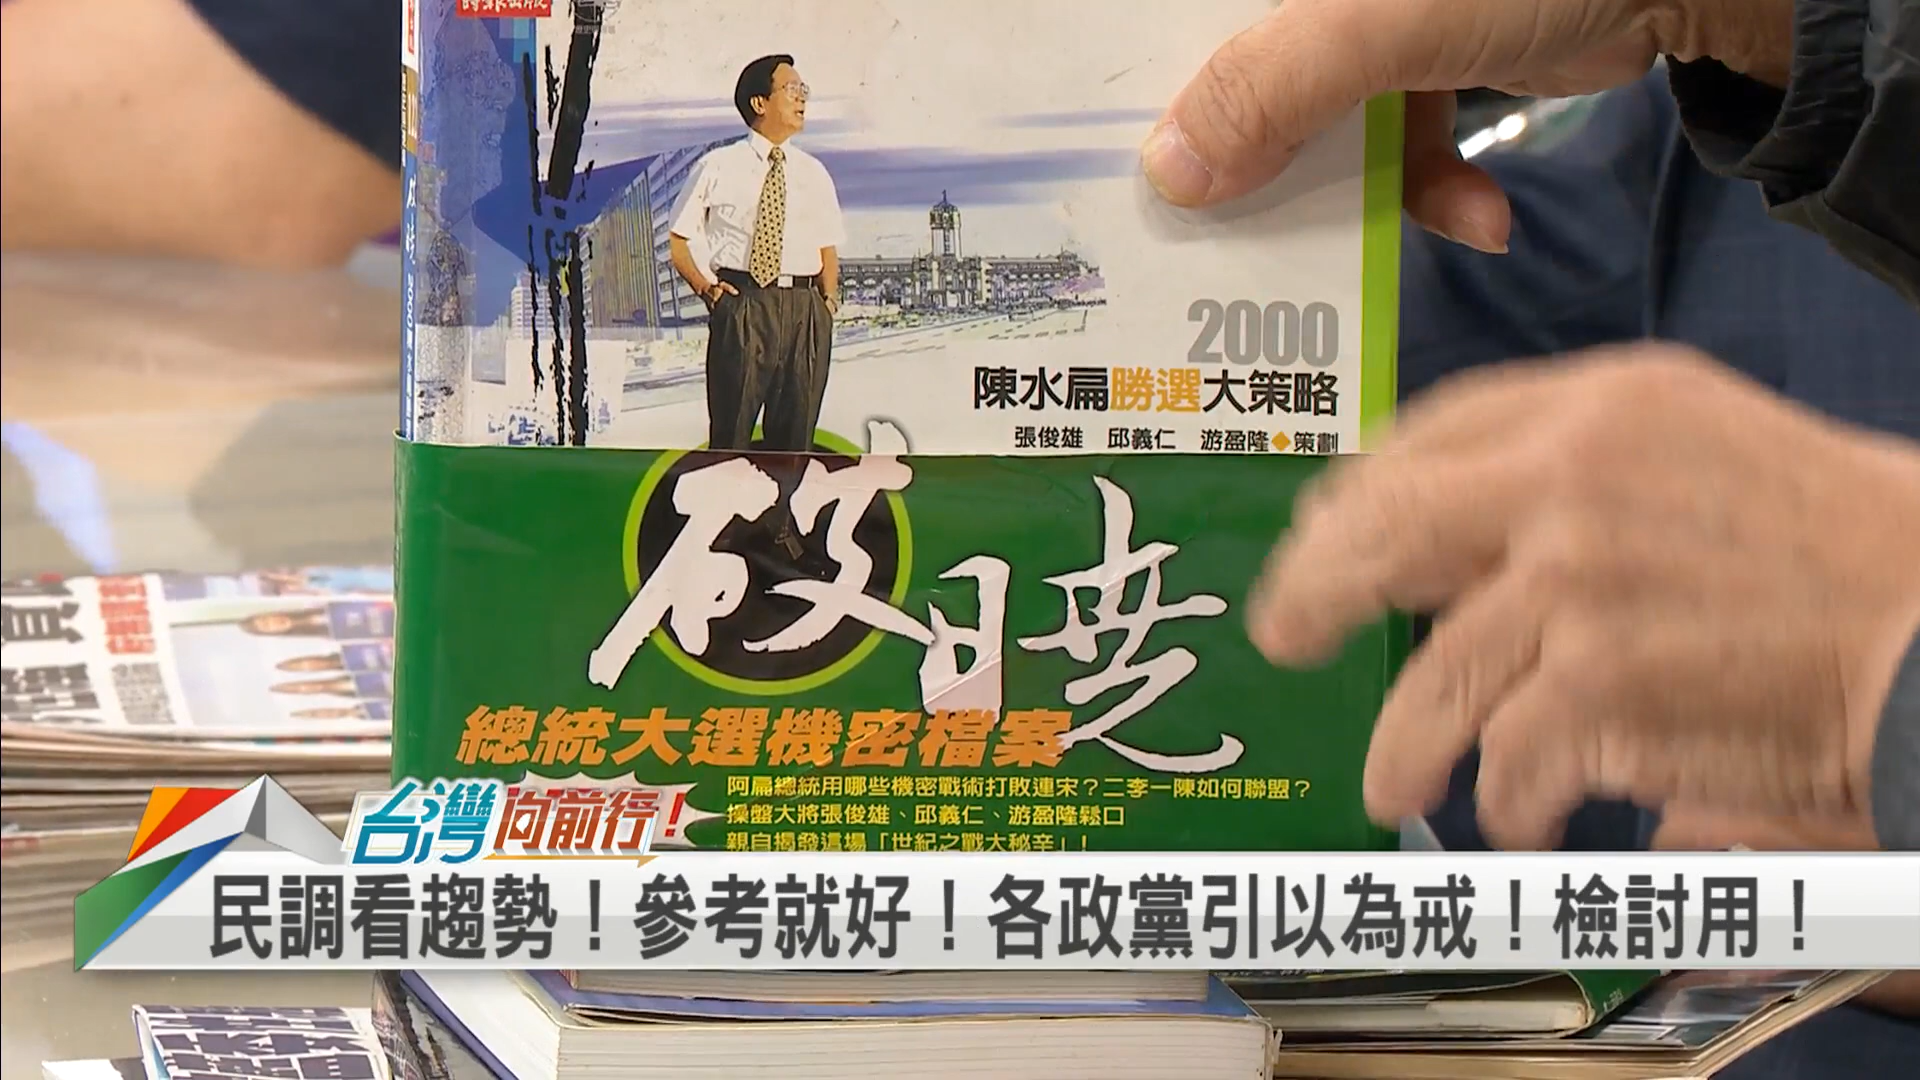 時報出版
2000
陳水扁勝選大策略
張俊雄 邱義仁 游盈隆◆策劃
破曉
總統大選機密檔案
阿扁總統用哪些機密戰術打敗連宋?二李一陳如何聯盟?
操盤大將張俊雄、邱義仁、游盈隆鬆口
親自揭發這場「世紀之戰大秘辛」!
台灣向前行!
民調看趨勢!參考就好!各政黨引以為戒!檢討用!